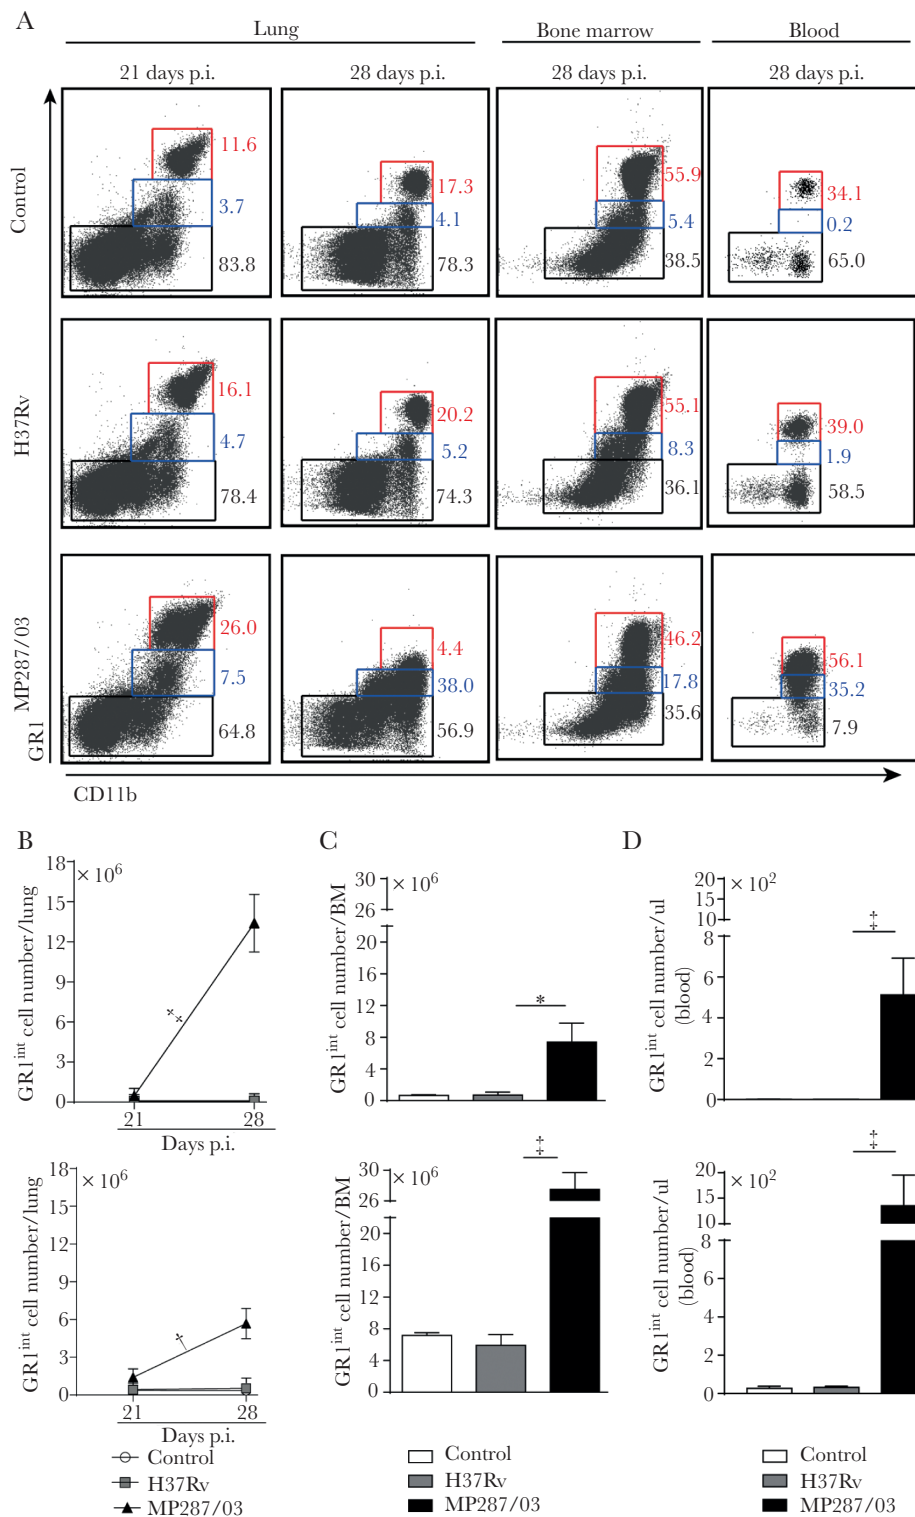 A
Lung
Bone marrow
Blood
21 days p.i.
28 days p.i.
28 days p.i.
28 days p.i.
Control
11.6
3.7
83.8
17.3
4.1
78.3
55.9
5.4
38.5
34.1
0.2
65.0
H37Rv
16.1
4.7
78.4
20.2
5.2
74.3
55.1
8.3
36.1
39.0
1.9
58.5
MP287/03
26.0
7.5
64.8
4.4
38.0
56.9
46.2
17.8
35.6
56.1
35.2
7.9
GR1
CD11b
B
GR1^int cell number/lung
× 10^6
18
15
12
9
6
3
0
‡
21
28
Days p.i.
GR1^int cell number/lung
× 10^6
18
15
12
9
6
3
0
†
21
28
Days p.i.
Control
H37Rv
MP287/03
C
GR1^int cell number/BM
× 10^6
30
26
22
20
16
12
8
4
0
*
GR1^int cell number/BM
× 10^6
30
26
22
20
16
12
8
4
0
‡
Control
H37Rv
MP287/03
D
GR1^int cell number/ul
(blood)
× 10^2
20
15
10
8
6
4
2
0
‡
GR1^int cell number/ul
(blood)
× 10^2
20
15
10
8
6
4
2
0
‡
Control
H37Rv
MP287/03